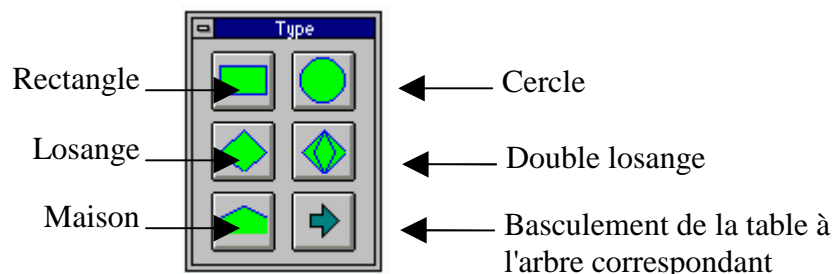 Type
Rectangle
Cercle
Losange
Double losange
Maison
Basculement de la table à
l'arbre correspondant